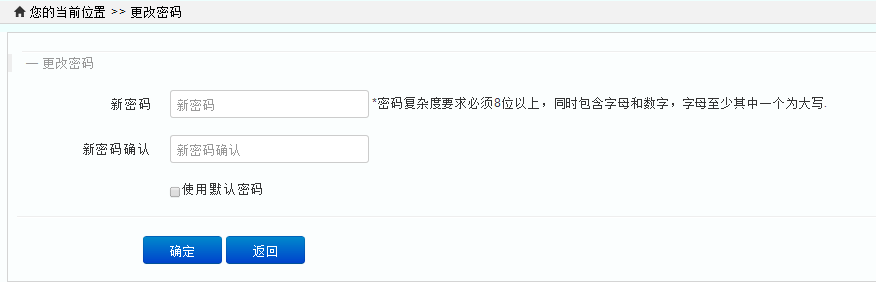 您的当前位置 >> 更改密码
— 更改密码
新密码 新密码 *密码复杂度要求必须8位以上，同时包含字母和数字，字母至少其中一个为大写.
新密码确认 新密码确认
使用默认密码
确定 返回